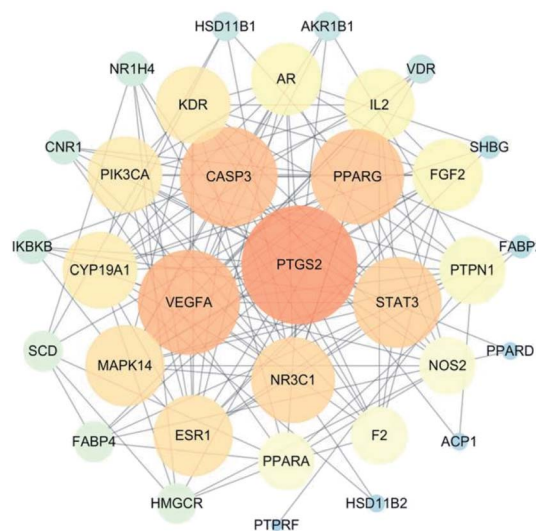 HSD11B1
AKR1B1
NR1H4
KDR
AR
IL2
VDR
CNR1
PIK3CA
CASP3
PPARG
FGF2
SHBG
IKBKB
CYP19A1
PTGS2
PTPN1
VEGFA
STAT3
SCD
MAPK14
NR3C1
NOS2
PPARD
FABP4
ESR1
PPARA
F2
ACP1
HMGCR
PTPRF
HSD11B2